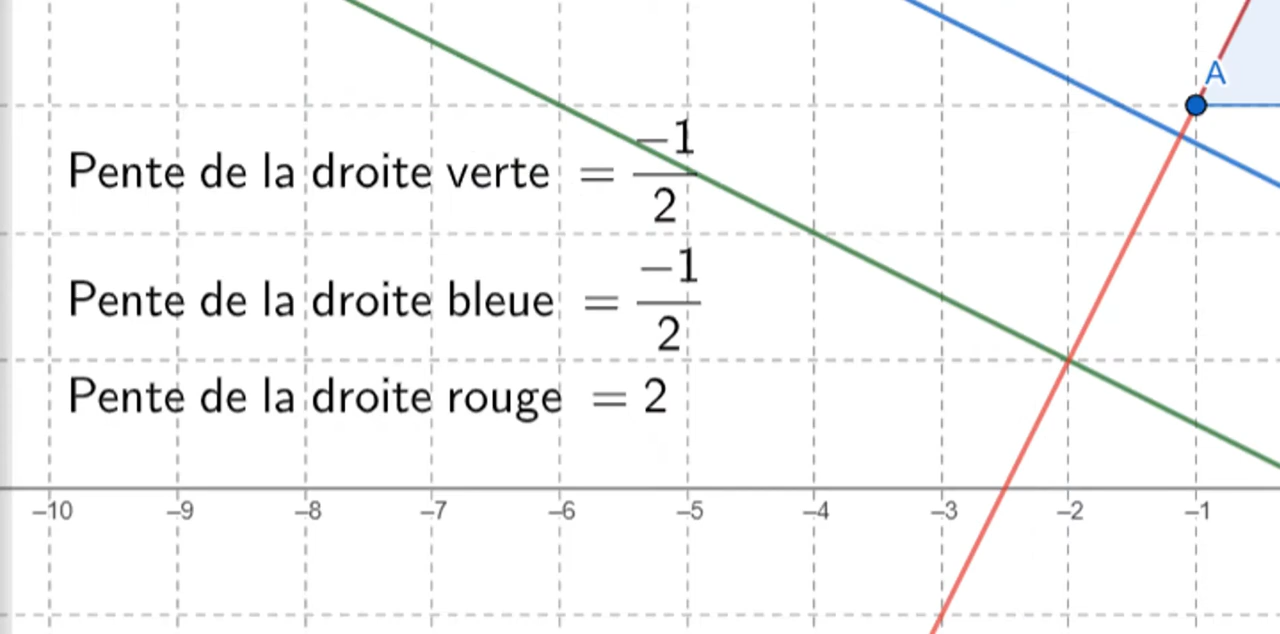 A
Pente de la droite verte = −1/2
Pente de la droite bleue = −1/2
Pente de la droite rouge = 2
–10 –9 –8 –7 –6 –5 –4 –3 –2 –1